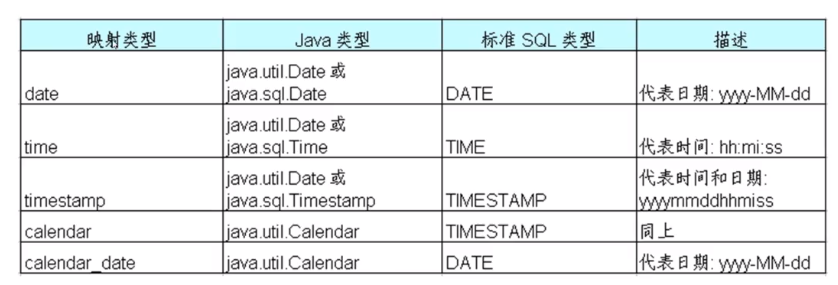 映射类型 Java 类型 标准 SQL 类型 描述
java.util.Date 或
date java.sql.Date DATE 代表日期: yyyy-MM-dd
java.util.Date 或
time java.sql.Time TIME 代表时间: hh:mi:ss
java.util.Date 或 代表时间和日期:
timestamp java.sql.Timestamp TIMESTAMP yyyymmddhhmiss
calendar java.util.Calendar TIMESTAMP 同上
calendar_date java.util.Calendar DATE 代表日期: yyyy-MM-dd